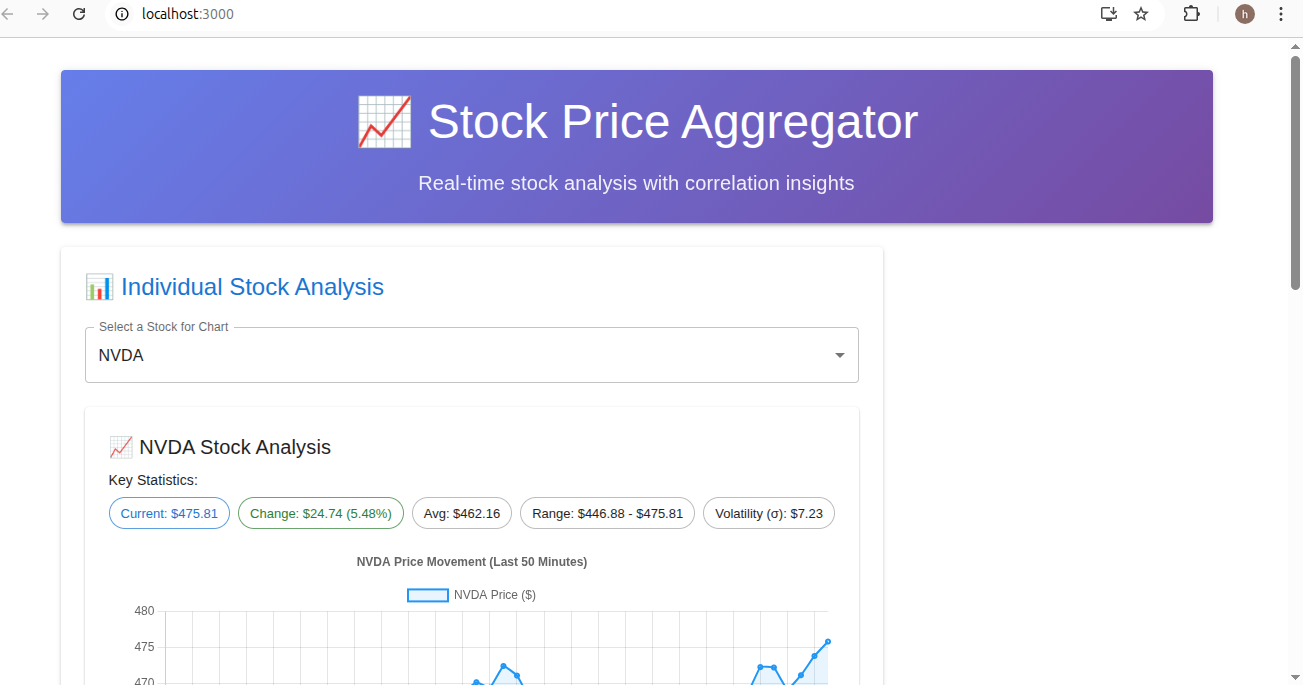 localhost:3000
h
Stock Price Aggregator
Real-time stock analysis with correlation insights
Individual Stock Analysis
Select a Stock for Chart
NVDA
NVDA Stock Analysis
Key Statistics:
Current: $475.81 Change: $24.74 (5.48%) Avg: $462.16 Range: $446.88 - $475.81 Volatility (σ): $7.23
NVDA Price Movement (Last 50 Minutes)
NVDA Price ($)
480
475
470